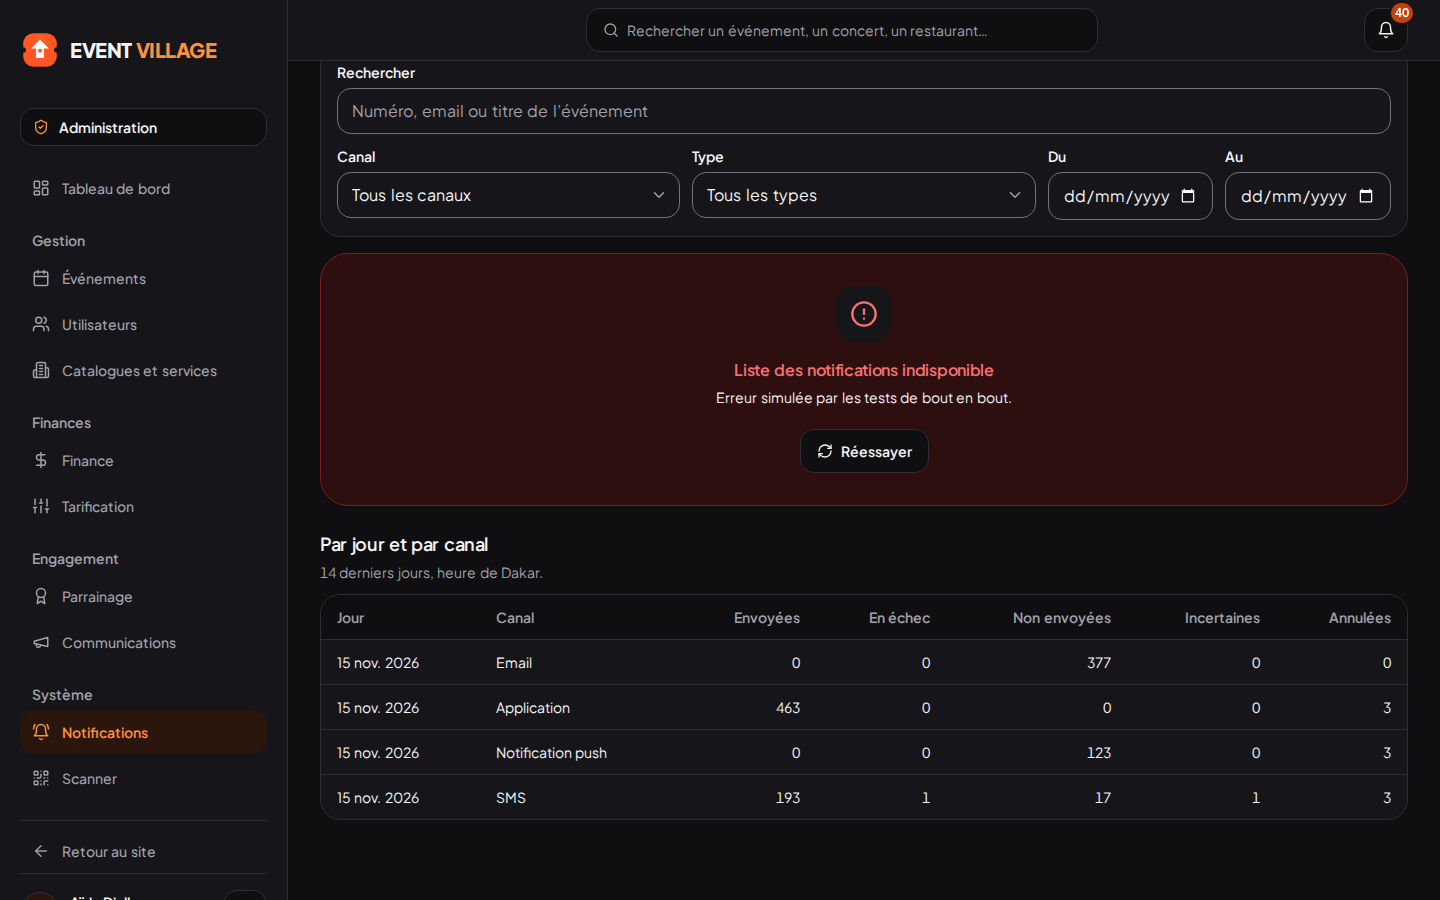 EVENT VILLAGE
Rechercher un événement, un concert, un restaurant…
40
Administration
Tableau de bord
Gestion
Événements
Utilisateurs
Catalogues et services
Finances
Finance
Tarification
Engagement
Parrainage
Communications
Système
Notifications
Scanner
Retour au site
Rechercher
Numéro, email ou titre de l’événement
Canal Type Du Au
Tous les canaux Tous les types dd/mm/yyyy dd/mm/yyyy
Liste des notifications indisponible
Erreur simulée par les tests de bout en bout.
Réessayer
Par jour et par canal
14 derniers jours, heure de Dakar.
Jour Canal Envoyées En échec Non envoyées Incertaines Annulées
15 nov. 2026 Email 0 0 377 0 0
15 nov. 2026 Application 463 0 0 0 3
15 nov. 2026 Notification push 0 0 123 0 3
15 nov. 2026 SMS 193 1 17 1 3